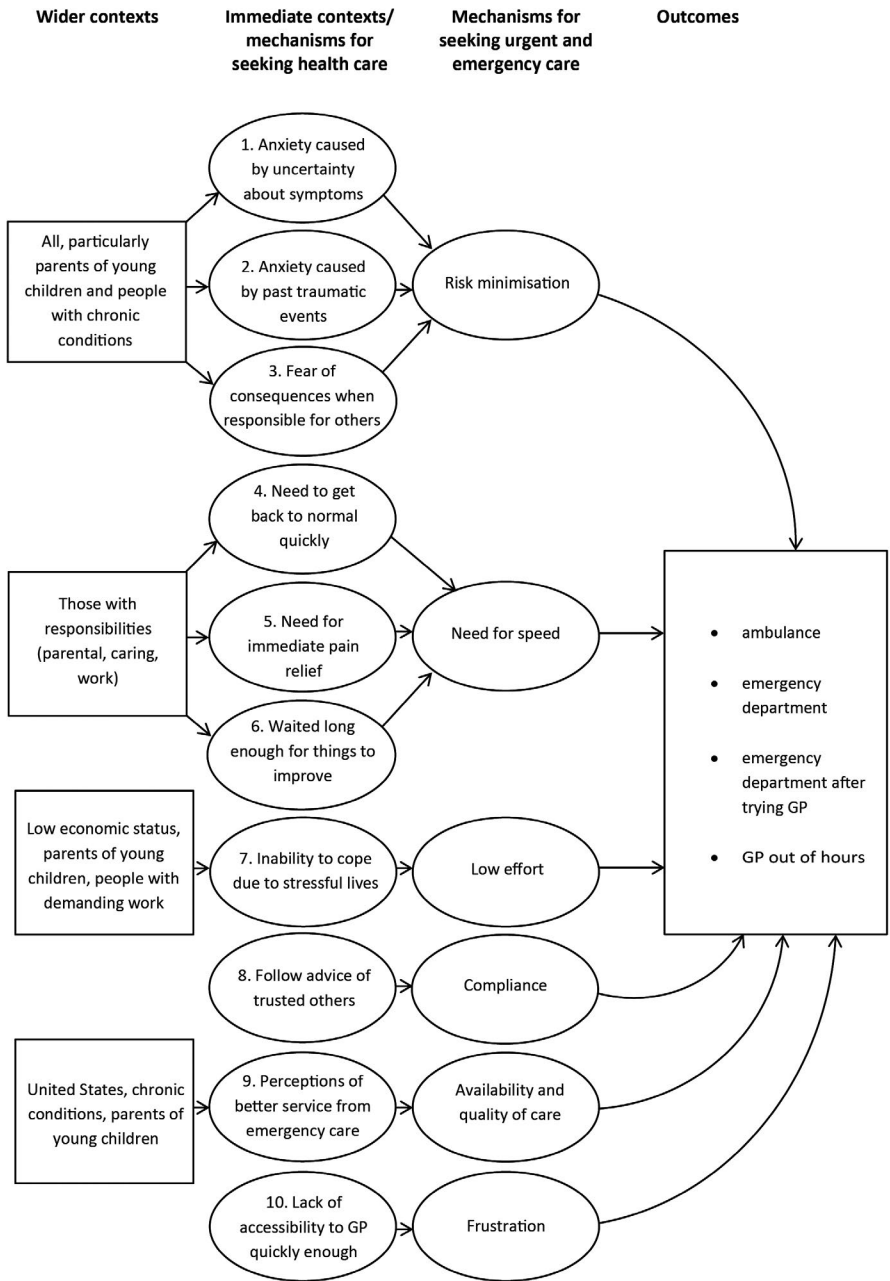 Wider contexts
Immediate contexts/
mechanisms for
seeking health care
Mechanisms for
seeking urgent and
emergency care
Outcomes
1. Anxiety caused
by uncertainty
about symptoms
All, particularly
parents of young
children and people
with chronic
conditions
2. Anxiety caused
by past traumatic
events
Risk minimisation
3. Fear of
consequences when
responsible for others
4. Need to get
back to normal
quickly
Those with
responsibilities
(parental, caring,
work)
5. Need for
immediate pain
relief
Need for speed
6. Waited long
enough for things to
improve
• ambulance
• emergency
department
• emergency
department after
trying GP
• GP out of hours
Low economic status,
parents of young
children, people with
demanding work
7. Inability to cope
due to stressful lives
Low effort
8. Follow advice of
trusted others
Compliance
United States, chronic
conditions, parents of
young children
9. Perceptions of
better service from
emergency care
Availability and
quality of care
10. Lack of
accessibility to GP
quickly enough
Frustration